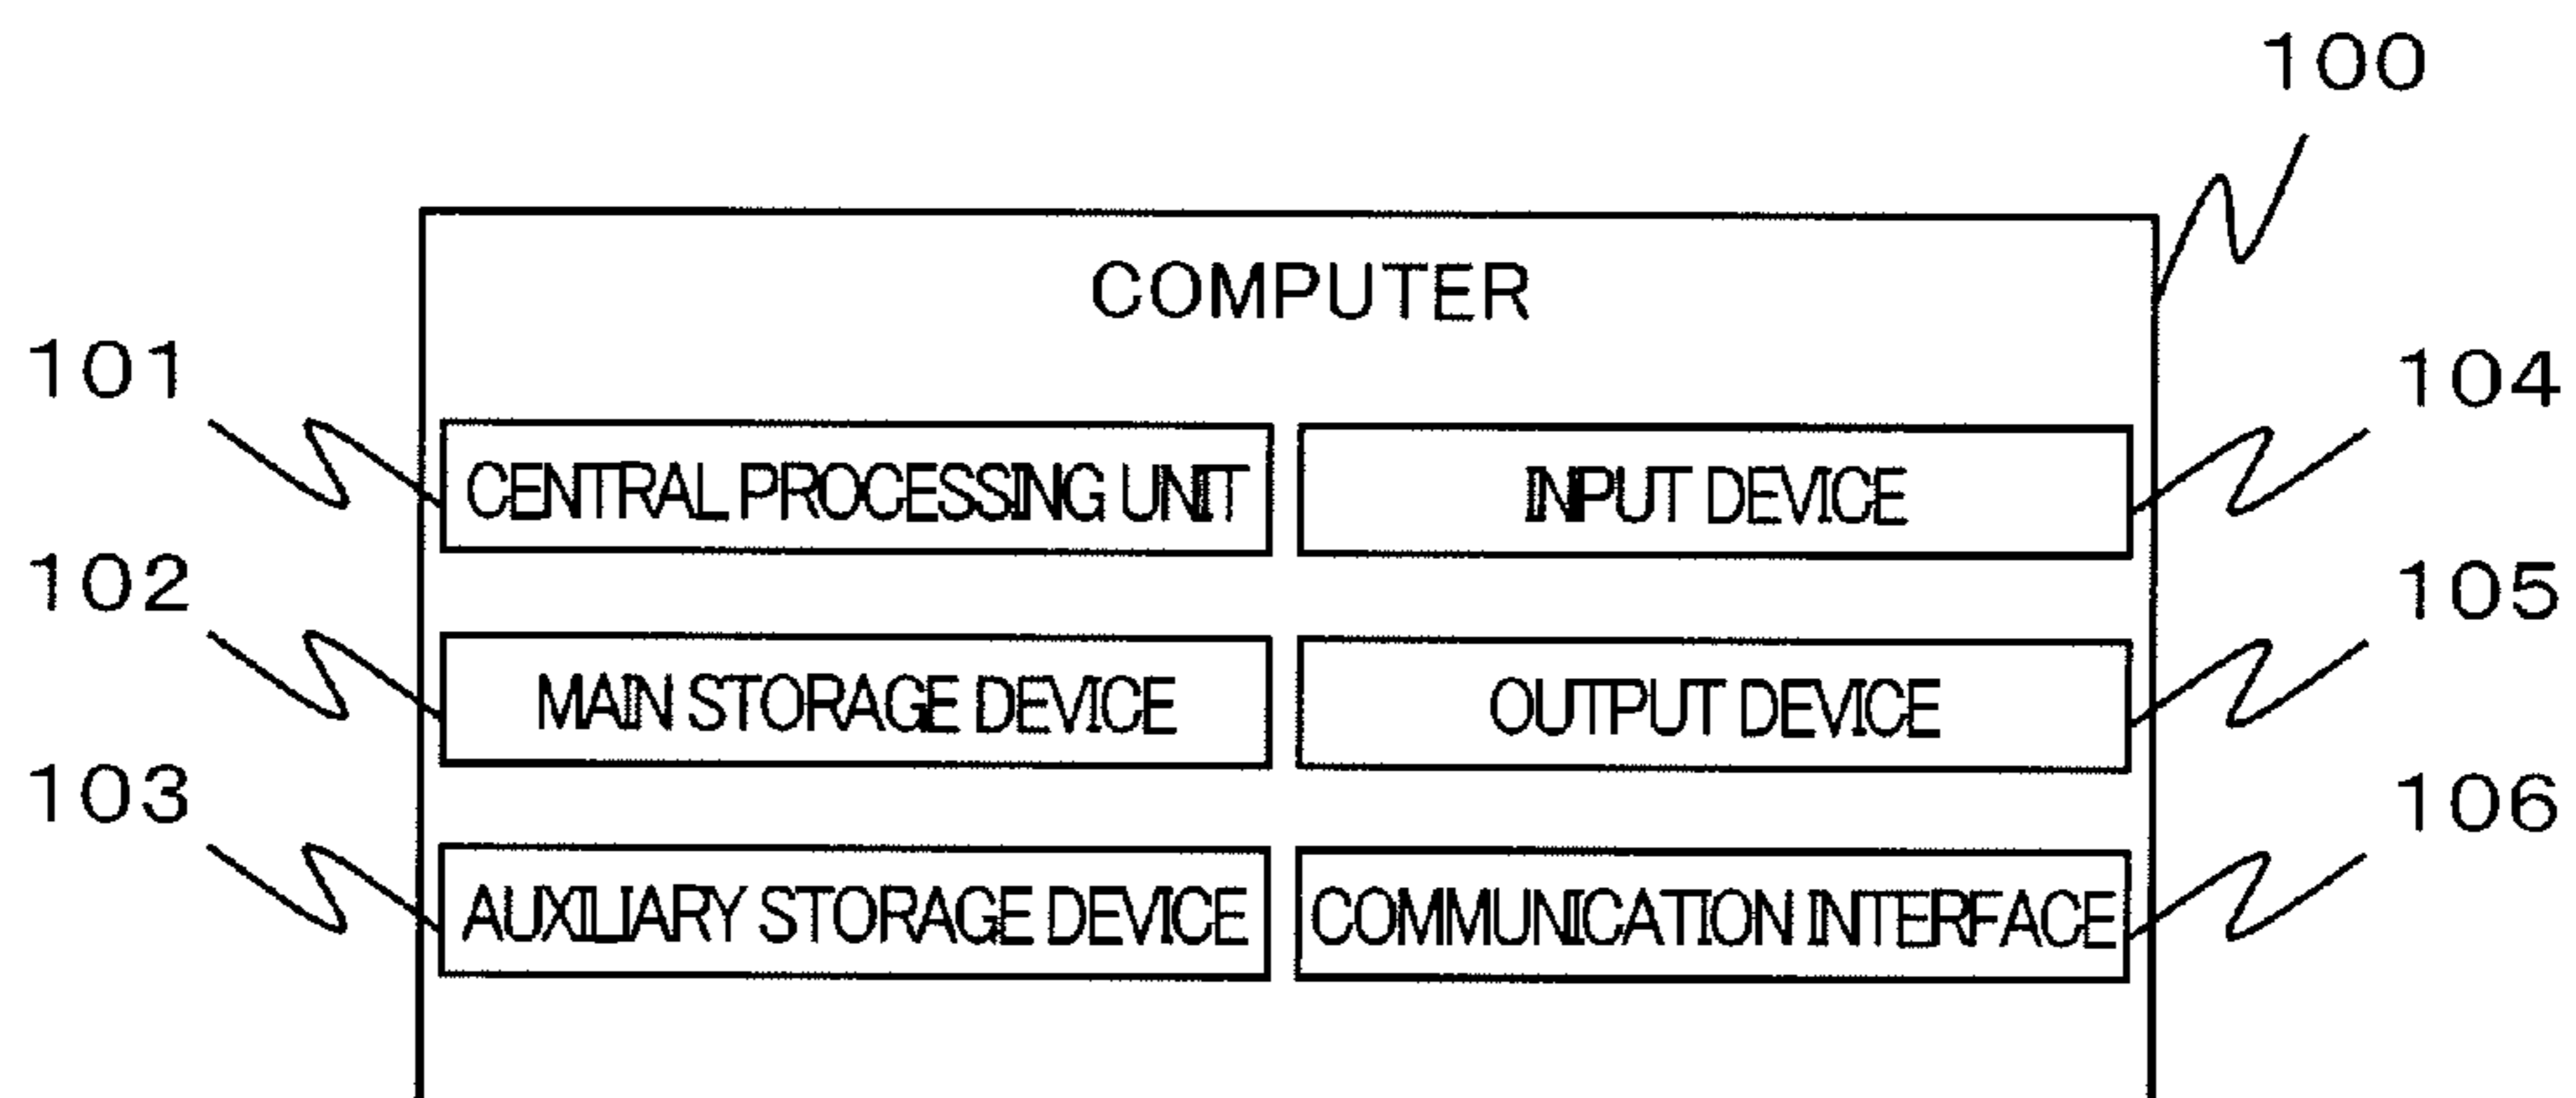 100
COMPUTER
101
CENTRAL PROCESSING UNIT
INPUT DEVICE
104
102
MAIN STORAGE DEVICE
OUTPUT DEVICE
105
103
AUXILIARY STORAGE DEVICE
COMMUNICATION INTERFACE
106